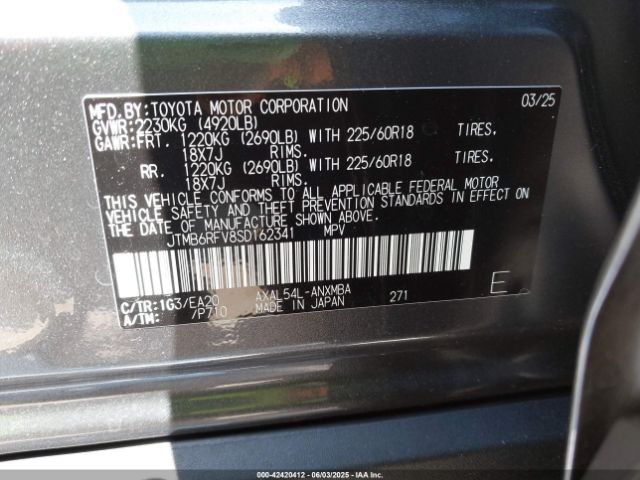 MFD.BY:TOYOTA MOTOR CORPORATION 03/25
GVWR:2230KG (4920LB)
GAWR:FRT. 1220KG (2690LB) WITH 225/60R18 TIRES.
18X7J RIMS.
RR. 1220KG (2690LB) WITH 225/60R18 TIRES.
18X7J RIMS.
THIS VEHICLE CONFORMS TO ALL APPLICABLE FEDERAL MOTOR
VEHICLE SAFETY AND THEFT PREVENTION STANDARDS IN EFFECT ON
THE DATE OF MANUFACTURE SHOWN ABOVE.
JTMB6RFV8SD162341 MPV
C/TR:1G3/EA20 AXAL54L-ANXMBA 271 E
A/TM: /P710 MADE IN JAPAN
000-42420412 - 06/03/2025 - IAA Inc.